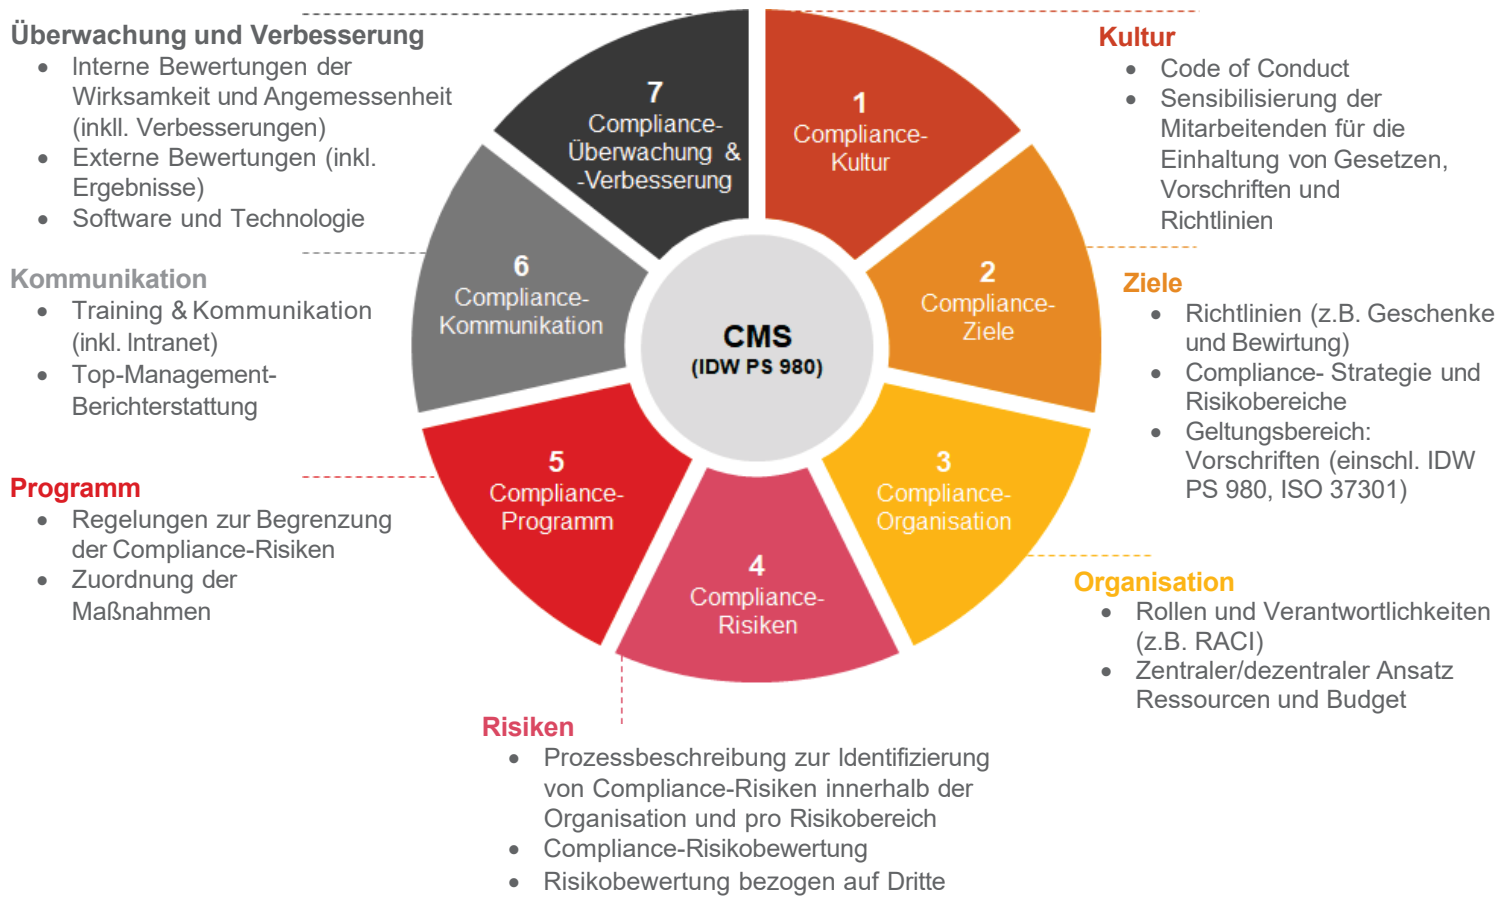 Überwachung und Verbesserung
• Interne Bewertungen der
Wirksamkeit und Angemessenheit
(inkll. Verbesserungen)
• Externe Bewertungen (inkl.
Ergebnisse)
• Software und Technologie
Kommunikation
• Training & Kommunikation
(inkl. Intranet)
• Top-Management-
Berichterstattung
Programm
• Regelungen zur Begrenzung
der Compliance-Risiken
• Zuordnung der
Maßnahmen
7
Compliance-
Überwachung &
-Verbesserung
1
Compliance-
Kultur
6
Compliance-
Kommunikation
2
Compliance-
Ziele
CMS
(IDW PS 980)
5
Compliance-
Programm
3
Compliance-
Organisation
4
Compliance-
Risiken
Kultur
• Code of Conduct
• Sensibilisierung der
Mitarbeitenden für die
Einhaltung von Gesetzen,
Vorschriften und
Richtlinien
Ziele
• Richtlinien (z.B. Geschenke
und Bewirtung)
• Compliance- Strategie und
Risikobereiche
• Geltungsbereich:
Vorschriften (einschl. IDW
PS 980, ISO 37301)
Organisation
• Rollen und Verantwortlichkeiten
(z.B. RACI)
• Zentraler/dezentraler Ansatz
Ressourcen und Budget
Risiken
• Prozessbeschreibung zur Identifizierung
von Compliance-Risiken innerhalb der
Organisation und pro Risikobereich
• Compliance-Risikobewertung
• Risikobewertung bezogen auf Dritte